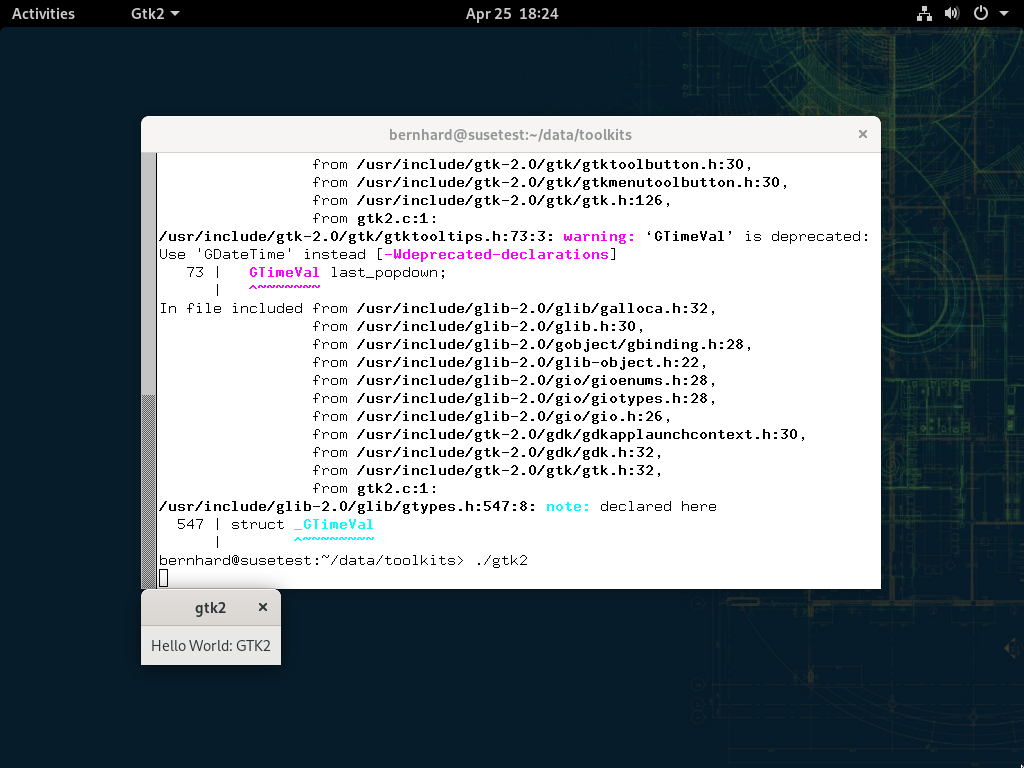 Activities Gtk2 Apr 25 18:24
bernhard@susetest:~/data/toolkits ×
from /usr/include/gtk-2.0/gtk/gtktoolbutton.h:30,
from /usr/include/gtk-2.0/gtk/gtkmenutoolbutton.h:30,
from /usr/include/gtk-2.0/gtk/gtk.h:126,
from gtk2.c:1:
/usr/include/gtk-2.0/gtk/gtktooltips.h:73:3: warning: ‘GTimeVal’ is deprecated:
Use 'GDateTime' instead [-Wdeprecated-declarations]
73 | GTimeVal last_popdown;
| ^~~~~~~~
In file included from /usr/include/glib-2.0/glib/galloca.h:32,
from /usr/include/glib-2.0/glib.h:30,
from /usr/include/glib-2.0/gobject/gbinding.h:28,
from /usr/include/glib-2.0/glib-object.h:22,
from /usr/include/glib-2.0/gio/gioenums.h:28,
from /usr/include/glib-2.0/gio/giotypes.h:28,
from /usr/include/glib-2.0/gio/gio.h:26,
from /usr/include/gtk-2.0/gdk/gdkapplaunchcontext.h:30,
from /usr/include/gtk-2.0/gdk/gdk.h:32,
from /usr/include/gtk-2.0/gtk/gtk.h:32,
from gtk2.c:1:
/usr/include/glib-2.0/glib/gtypes.h:547:8: note: declared here
547 | struct _GTimeVal
| ^~~~~~~~~
bernhard@susetest:~/data/toolkits> ./gtk2
gtk2 ×
Hello World: GTK2